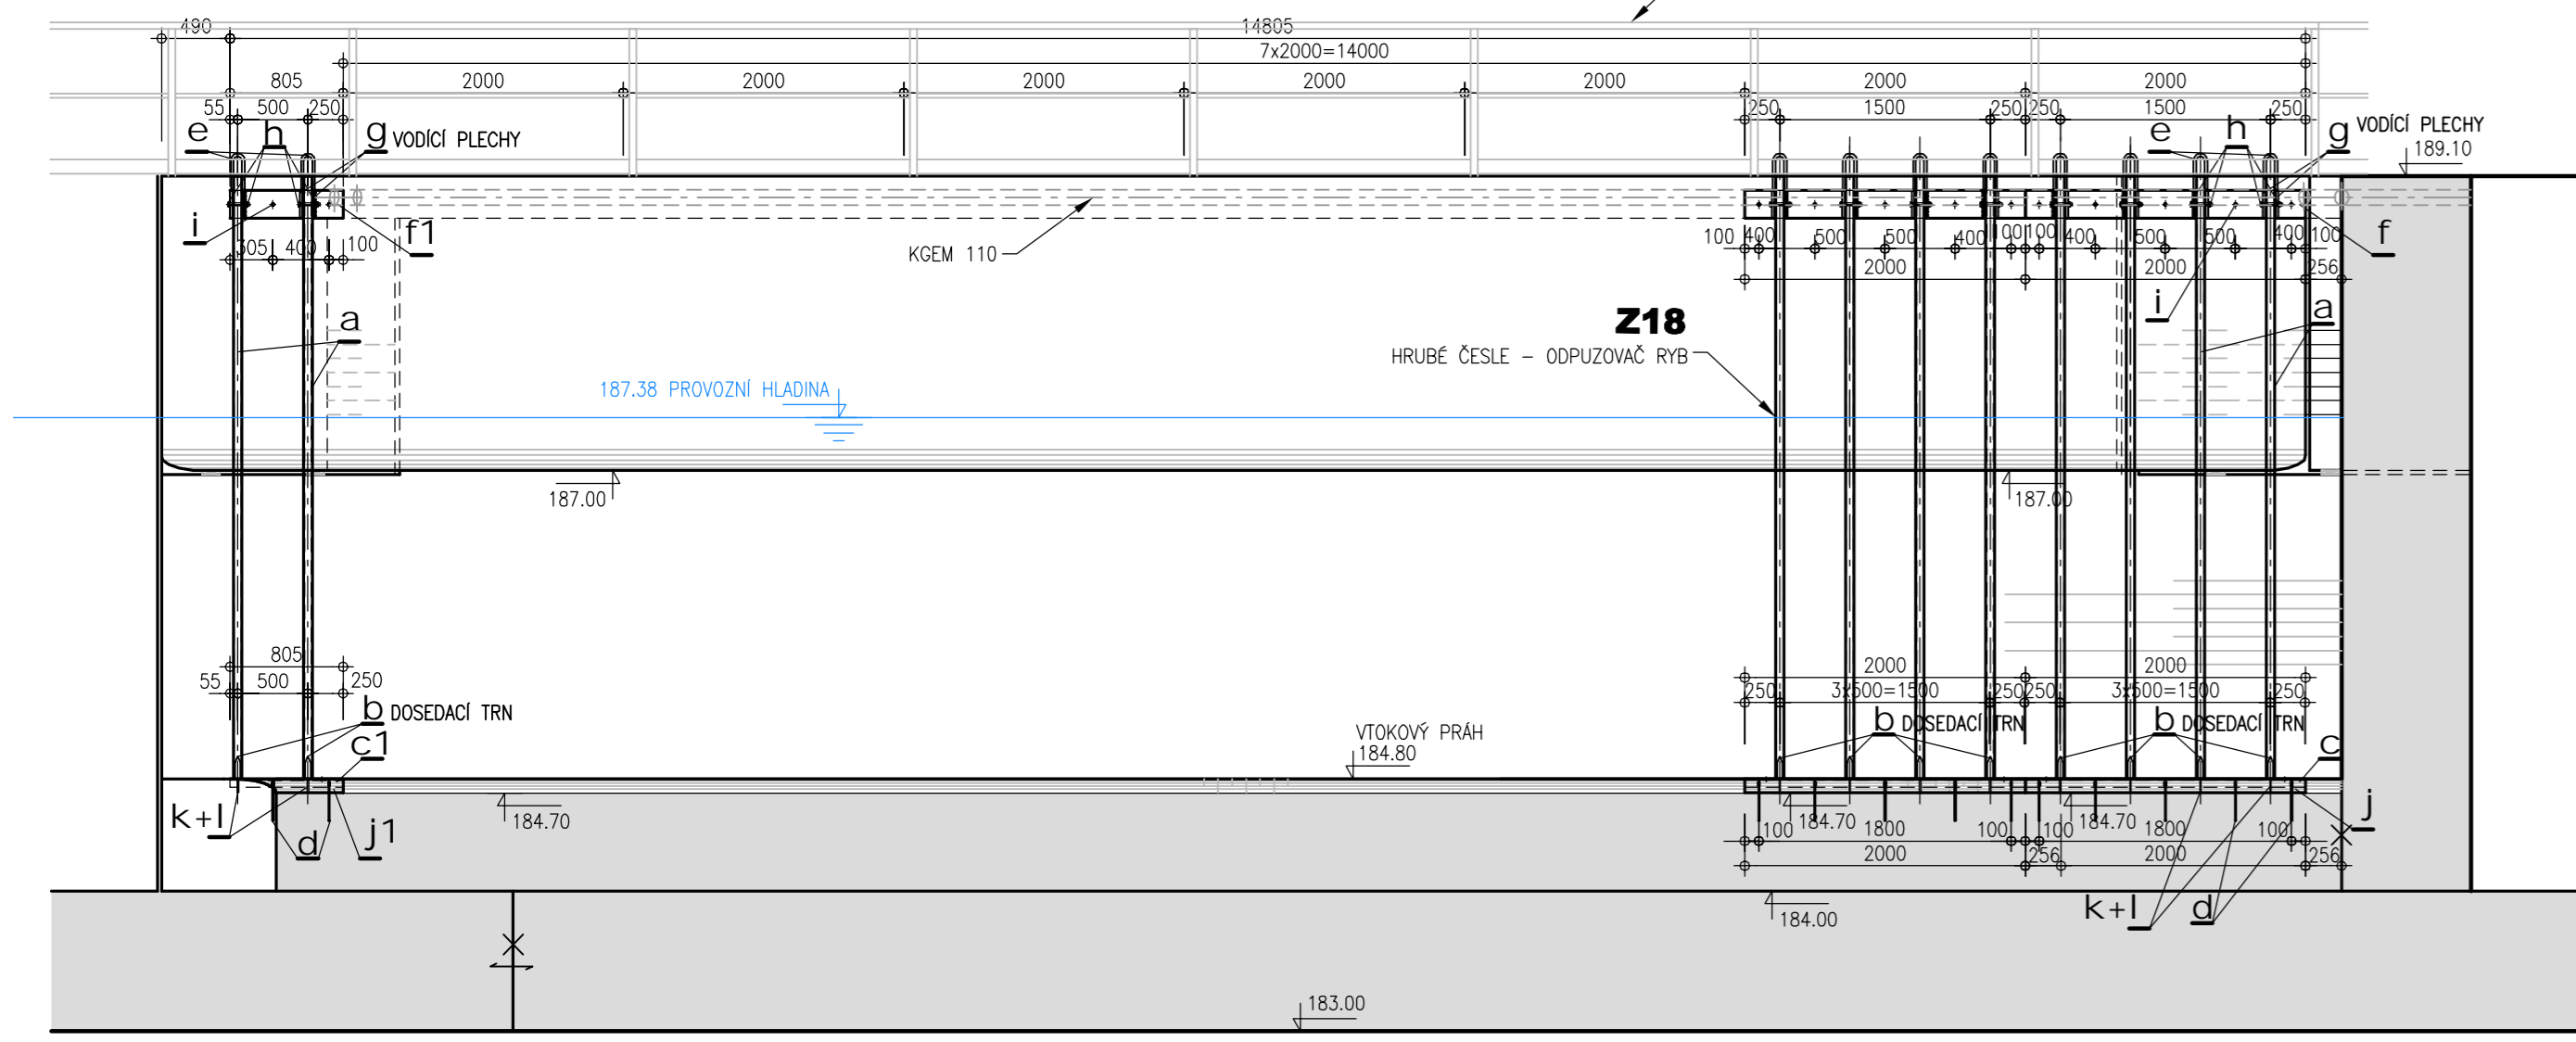 490 14805
7x2000=14000
805 2000 2000 2000 2000 2000 2000 2000
55 500 250 250 1500 250 250 1500 250
e h g VODÍCÍ PLECHY e h g VODÍCÍ PLECHY
189.10
i f1 f
305 400 100 KGEM 110 100 400 500 500 400 100 100 400 500 500 400 100
2000 2000 256
a i a
Z18
HRUBÉ ČESLE – ODPUZOVAČ RYB
187.38 PROVOZNÍ HLADINA
187.00 187.00
805 2000 2000
55 500 250 250 3x500=1500 250 250 3x500=1500 250
b DOSEDACÍ TRN b DOSEDACÍ TRN b DOSEDACÍ TRN
c1 VTOKOVÝ PRÁH c
184.80
k+l d j1 184.70 184.70 184.70 j
100 1800 100 100 1800 100
2000 256 2000 256
k+l d
184.00
183.00